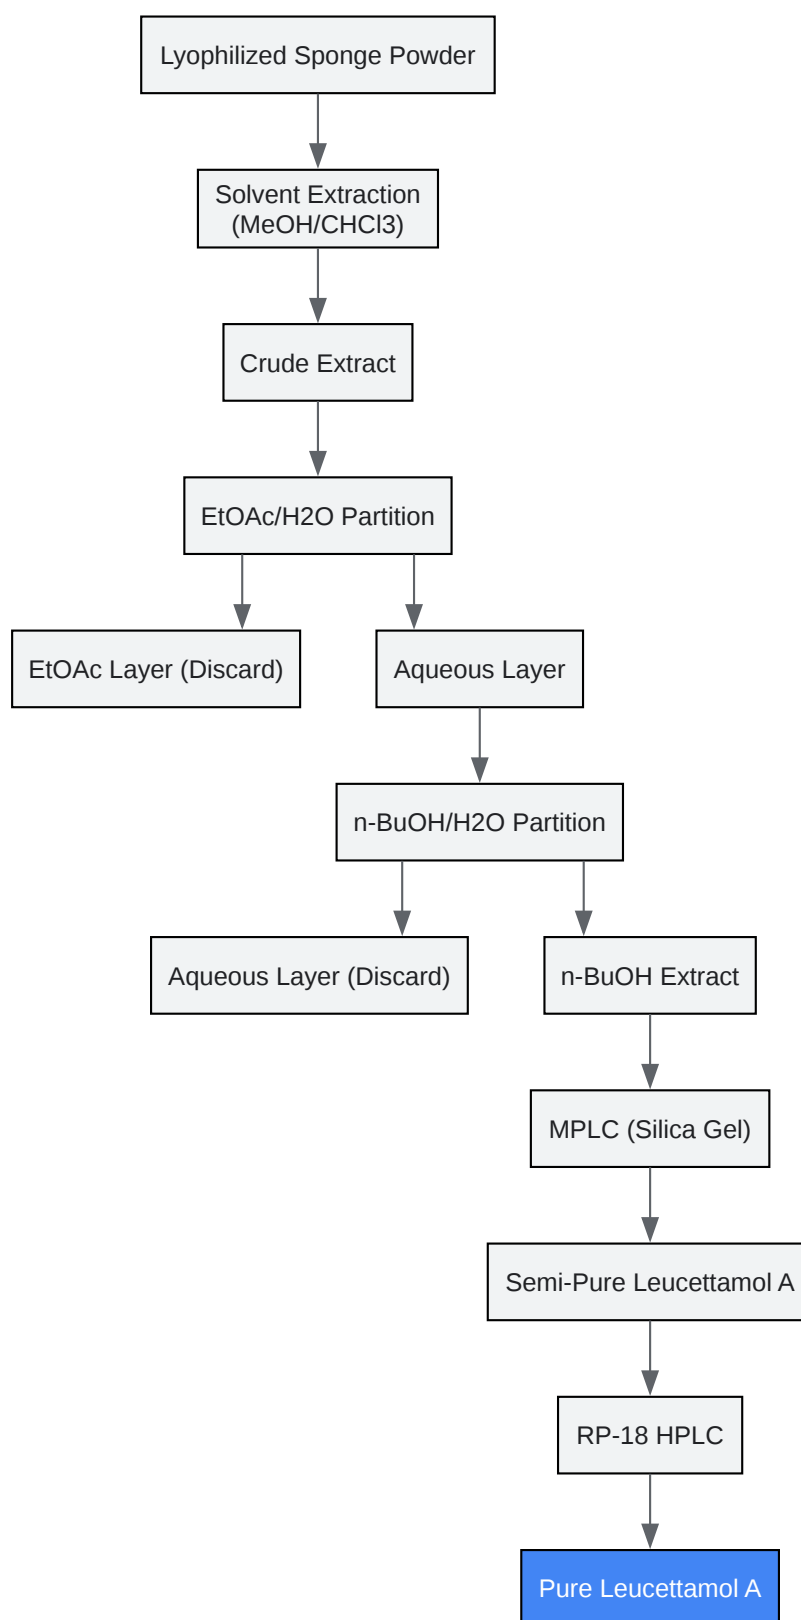 Lyophilized Sponge Powder
Solvent Extraction
(MeOH/CHCl3)
Crude Extract
EtOAc/H2O Partition
EtOAc Layer (Discard)
Aqueous Layer
n-BuOH/H2O Partition
Aqueous Layer (Discard)
n-BuOH Extract
MPLC (Silica Gel)
Semi-Pure Leucettamol A
RP-18 HPLC
Pure Leucettamol A